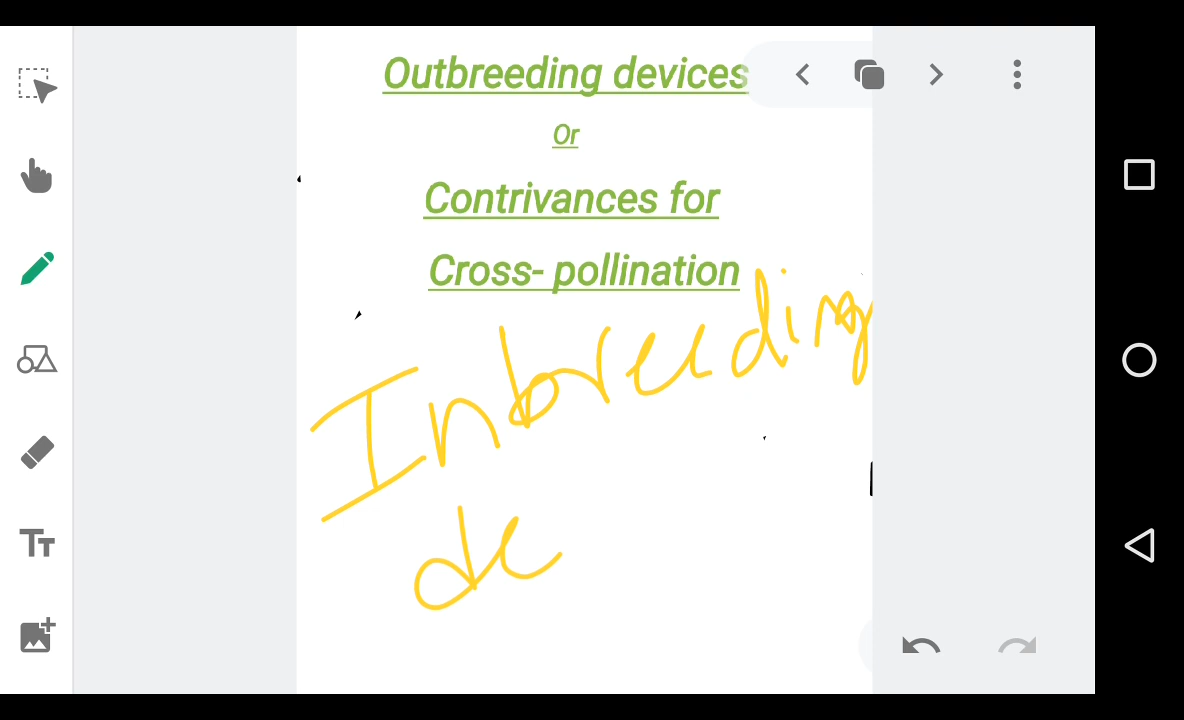 Outbreeding devices
Or
Contrivances for
Cross- pollination
Inbreeding
de